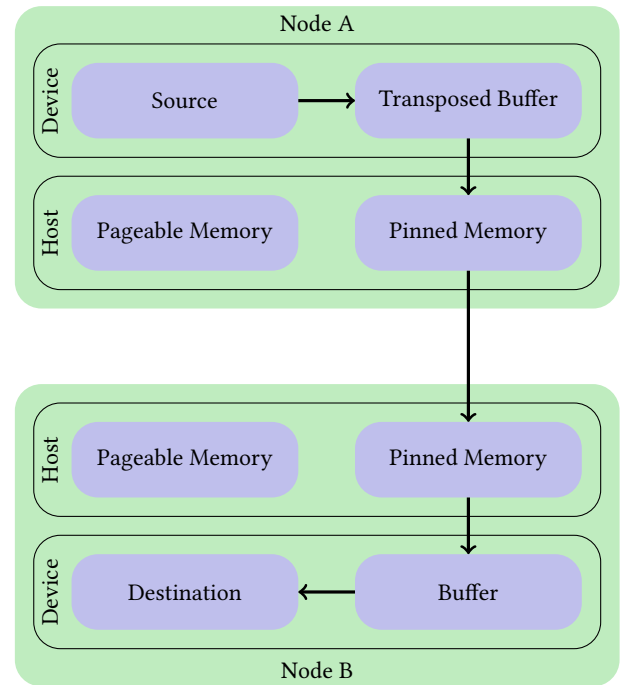 Node A
Device
Source
Transposed Buffer
Host
Pageable Memory
Pinned Memory
Host
Pageable Memory
Pinned Memory
Device
Destination
Buffer
Node B